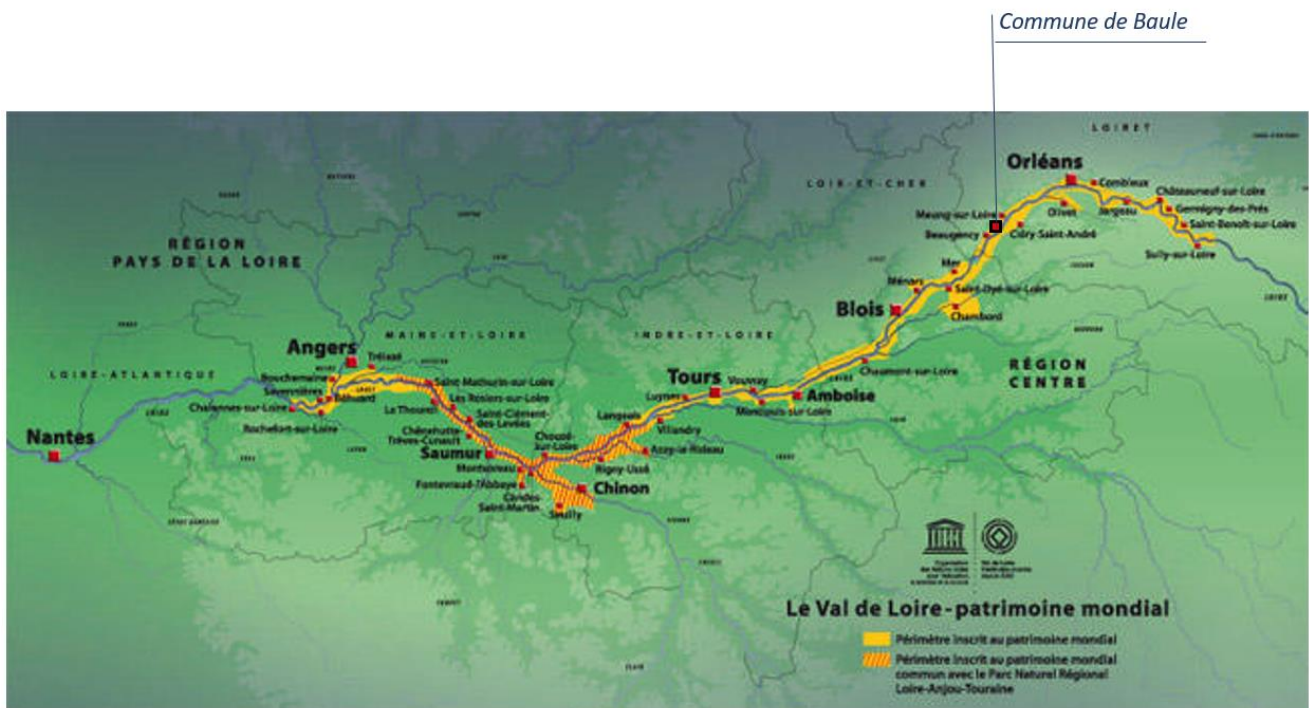 Commune de Baule
LOIRET
Orléans
LOIR-ET-CHER
Combleux
Châteauneuf-sur-Loire
Meung-sur-Loire
Olivet
Jargeau
Germigny-des-Prés
Saint-Benoît-sur-Loire
Beaugency
Cléry-Saint-André
Sully-sur-Loire
RÉGION
PAYS DE LA LOIRE
Mer
Ménars
Saint-Dyé-sur-Loire
LOIRE
Blois
Chambord
MAINE-ET-LOIRE
INDRE-ET-LOIRE
Angers
Trélazé
Chaumont-sur-Loire
RÉGION
CENTRE
LOIRE-ATLANTIQUE
Bouchemaine
Savennières
Béhuard
Saint-Mathurin-sur-Loire
Tours
Vouvray
Amboise
Chalonnes-sur-Loire
Les Rosiers-sur-Loire
Luynes
Montlouis-sur-Loire
LOIRE
La Thoureil
Rochefort-sur-Loire
Saint-Clément-
des-Levées
Langeais
Villandry
Nantes
Chênehutte-
Trèves-Cunault
Chouzé-
sur-Loire
Saumur
Azay-le-Rideau
Montsoreau
Rigny-Ussé
Fontevraud-l'Abbaye
Chinon
Candes-
Saint-Martin
Seuilly
Le Val de Loire-patrimoine mondial
Périmètre inscrit au patrimoine mondial
Périmètre inscrit au patrimoine mondial
commun avec le Parc Naturel Régional
Loire-Anjou-Touraine